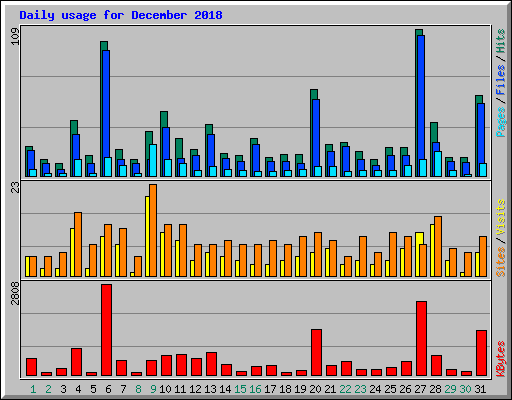 Daily usage for December 2018
109
Pages / Files / Hits
23
Sites / Visits
2808
KBytes
1 2 3 4 5 6 7 8 9 10 11 12 13 14 15 16 17 18 19 20 21 22 23 24 25 26 27 28 29 30 31